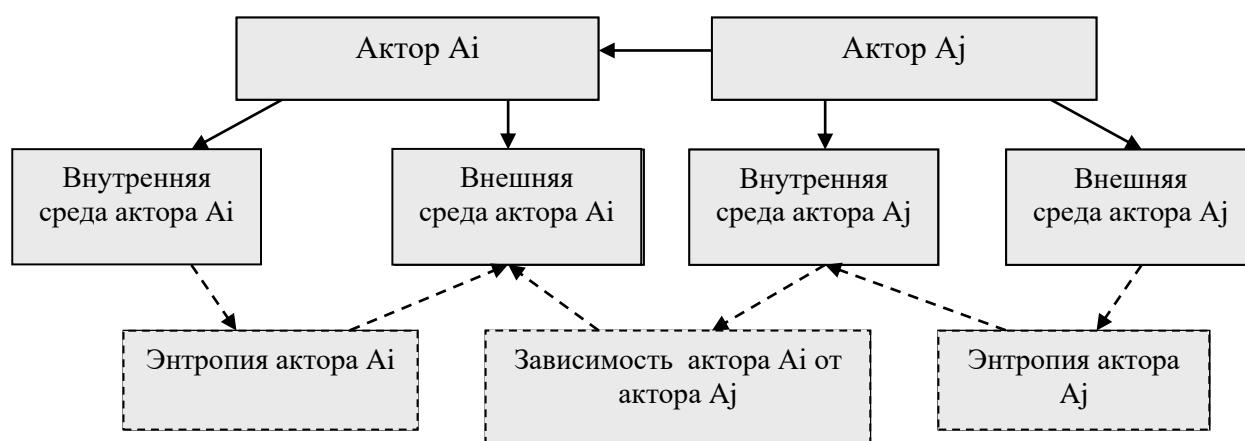 Актор Ai
Актор Aj
Внутренняя
среда актора Ai
Внешняя
среда актора Ai
Внутренняя
среда актора Aj
Внешняя
среда актора Aj
Энтропия актора Ai
Зависимость актора Ai от
актора Aj
Энтропия актора
Aj